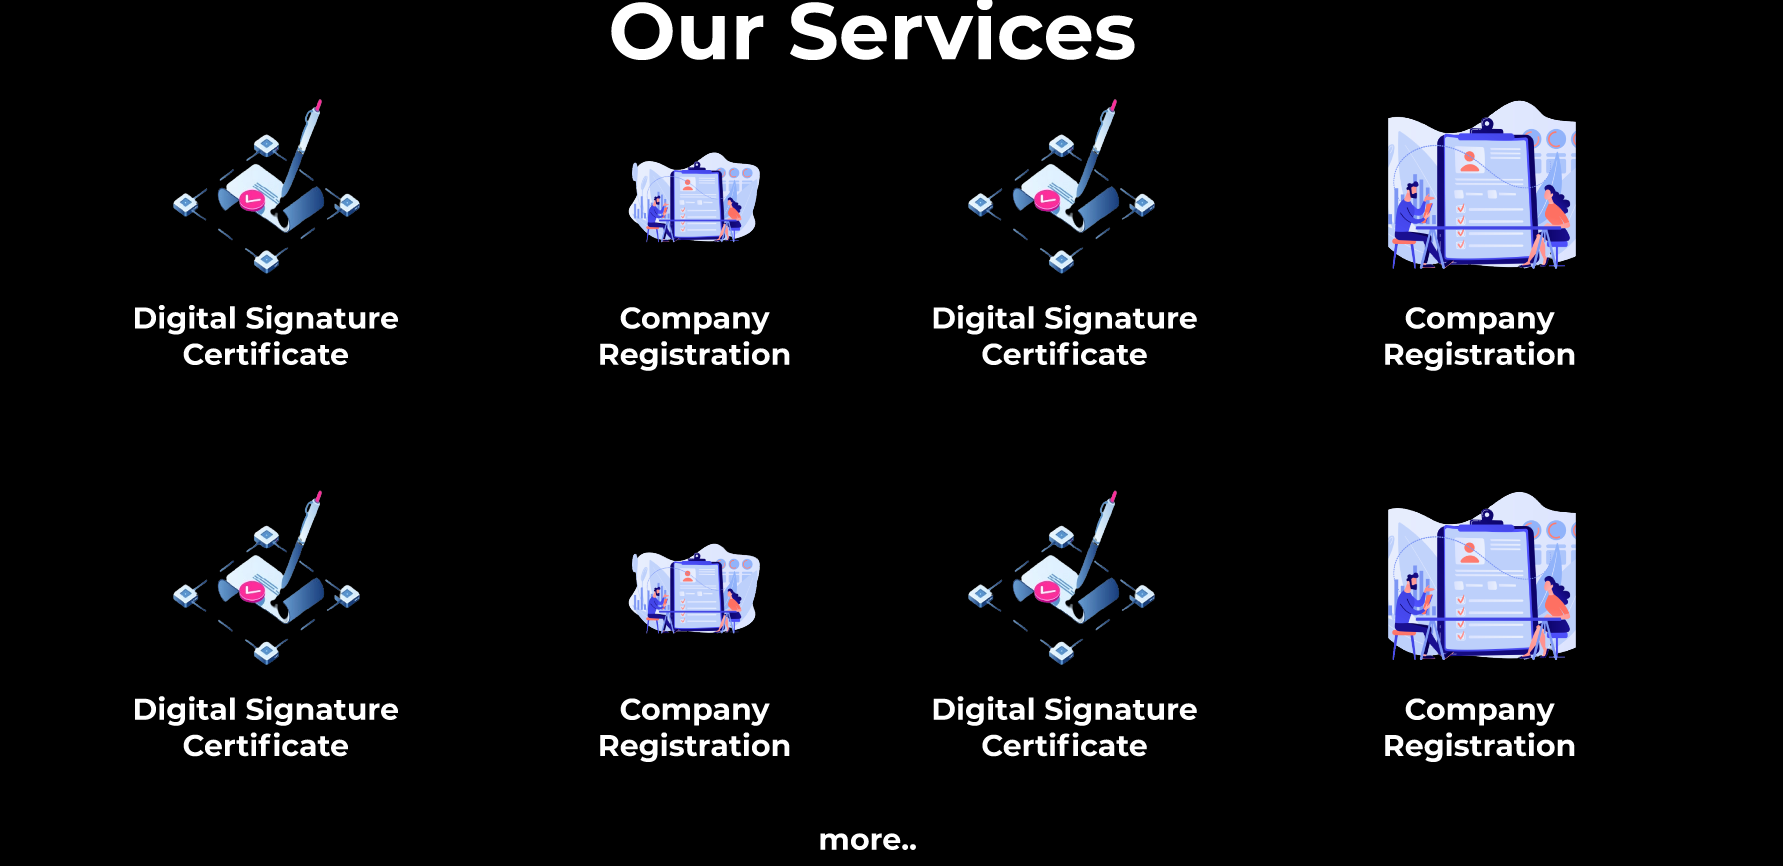 Our Services
Digital Signature
Certificate
Company
Registration
Digital Signature
Certificate
Company
Registration
Digital Signature
Certificate
Company
Registration
Digital Signature
Certificate
Company
Registration
more..